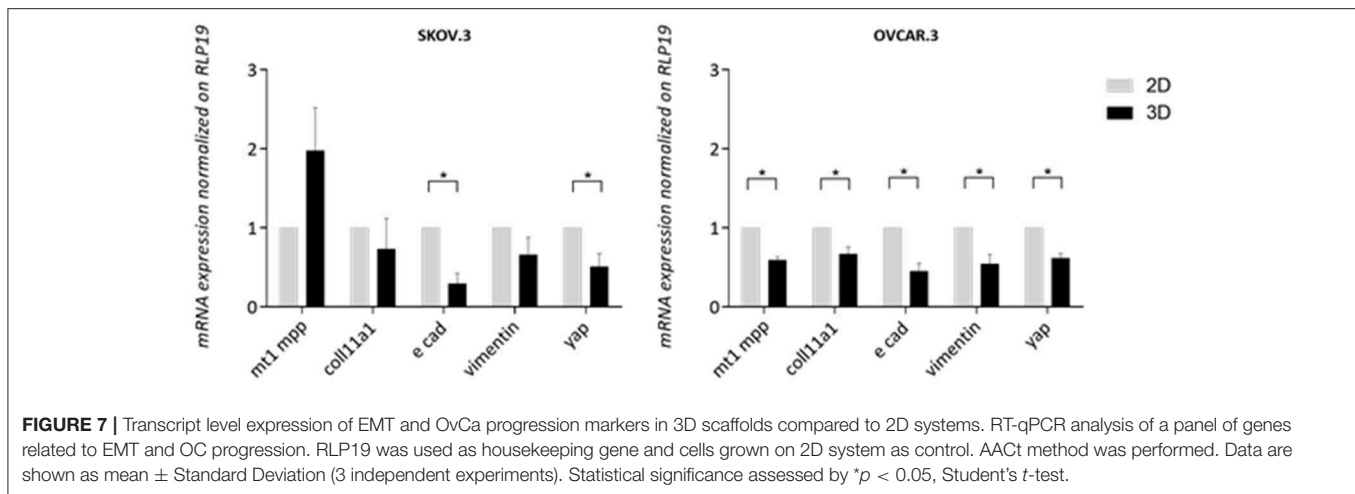 SKOV.3
OVCAR.3
mRNA expression normalized on RLP19
3
2
1
0
*
*
mt1 mpp
coll11a1
e cad
vimentin
yap
mRNA expression normalized on RLP19
3
2
1
0
*
*
*
*
*
mt1 mpp
coll11a1
e cad
vimentin
yap
2D
3D
FIGURE 7 | Transcript level expression of EMT and OvCa progression markers in 3D scaffolds compared to 2D systems. RT-qPCR analysis of a panel of genes
related to EMT and OC progression. RLP19 was used as housekeeping gene and cells grown on 2D system as control. AACt method was performed. Data are
shown as mean ± Standard Deviation (3 independent experiments). Statistical significance assessed by *p < 0.05, Student's t-test.